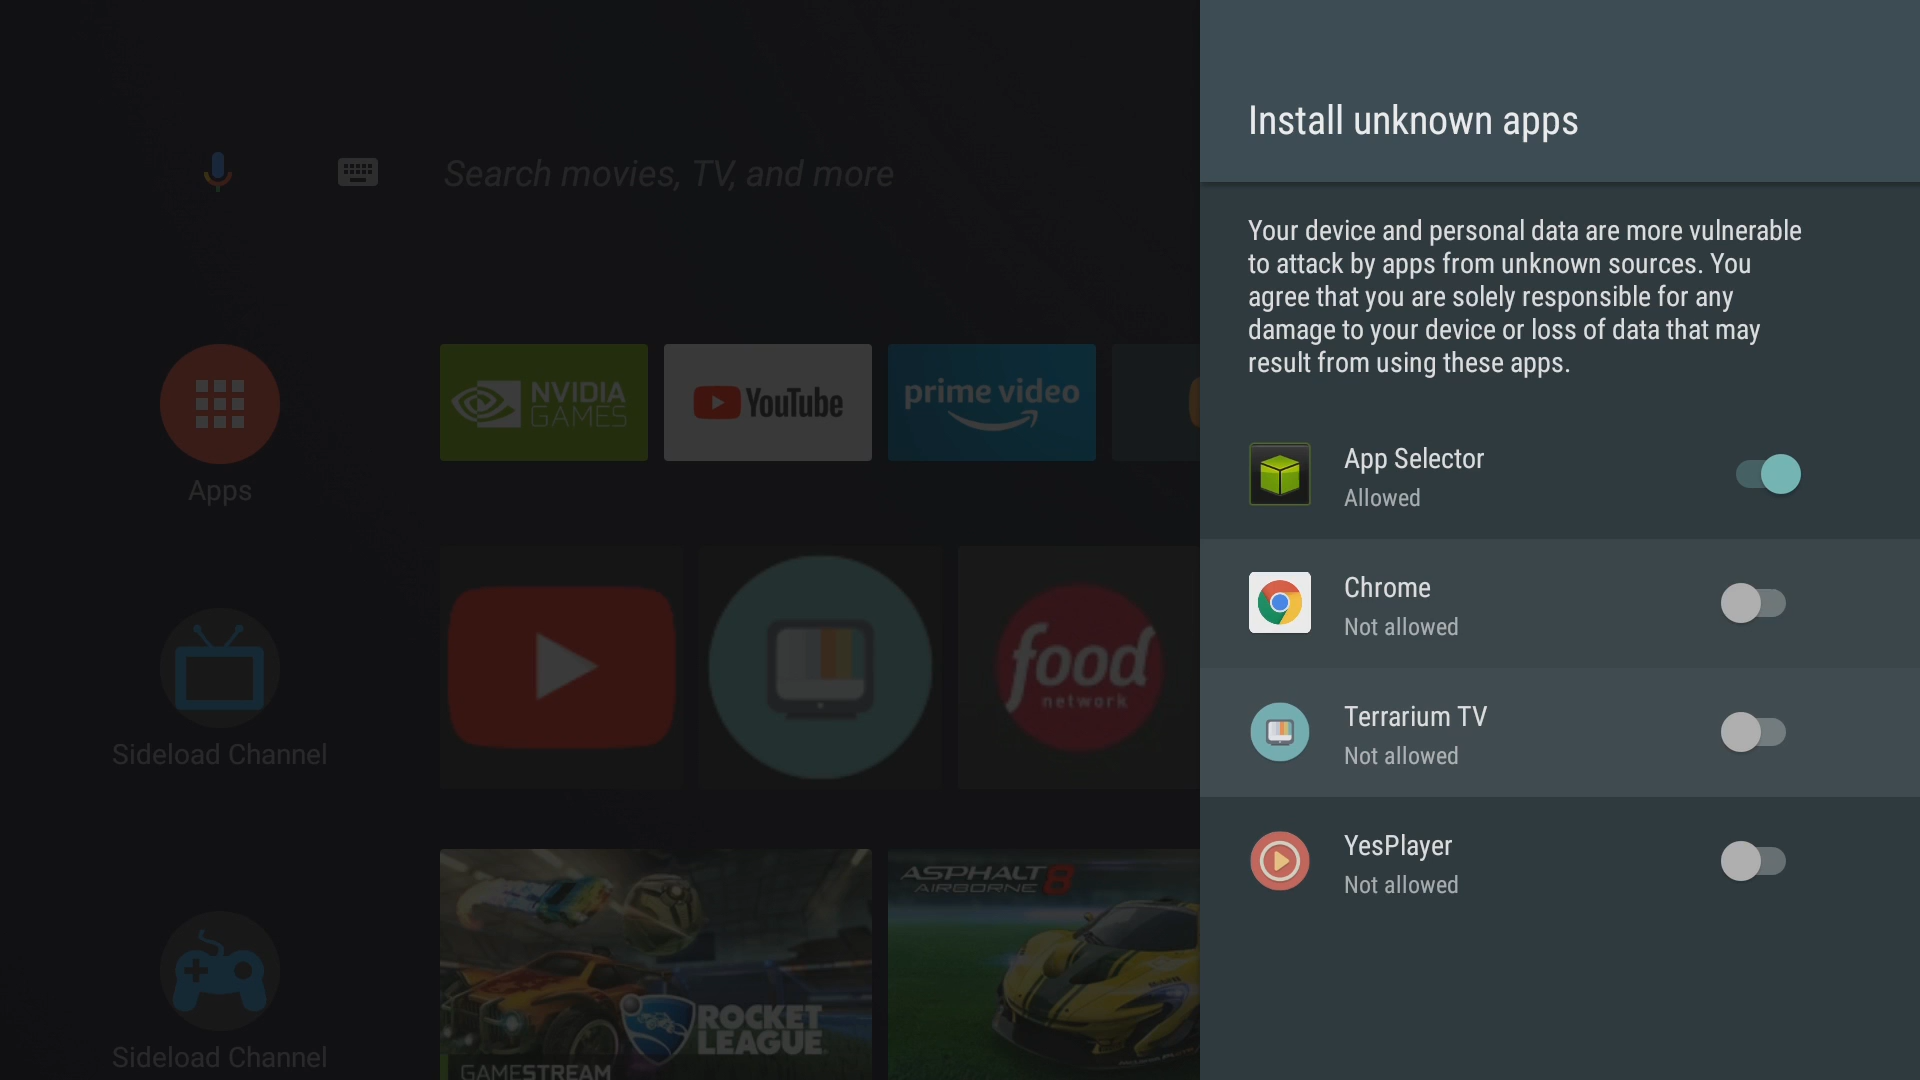 Search movies, TV, and more
NVIDIA
GAMES
YouTube
prime video
Apps
food
network
Sideload Channel
ASPHALT 8
AIRBORNE
ROCKET
LEAGUE
GAMESTREAM
Sideload Channel
Install unknown apps
Your device and personal data are more vulnerable
to attack by apps from unknown sources. You
agree that you are solely responsible for any
damage to your device or loss of data that may
result from using these apps.
App Selector
Allowed
Chrome
Not allowed
Terrarium TV
Not allowed
YesPlayer
Not allowed